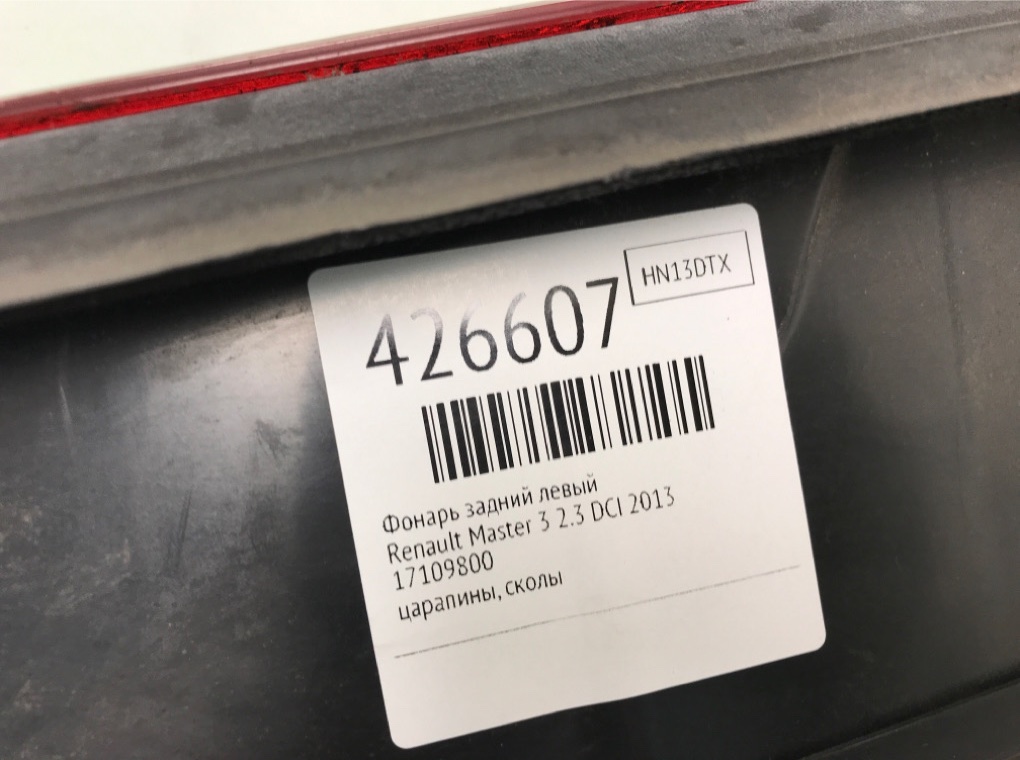 HN13DTX
426607
Фонарь задний левый
Renault Master 3 2.3 DCI 2013
17109800
царапины, сколы